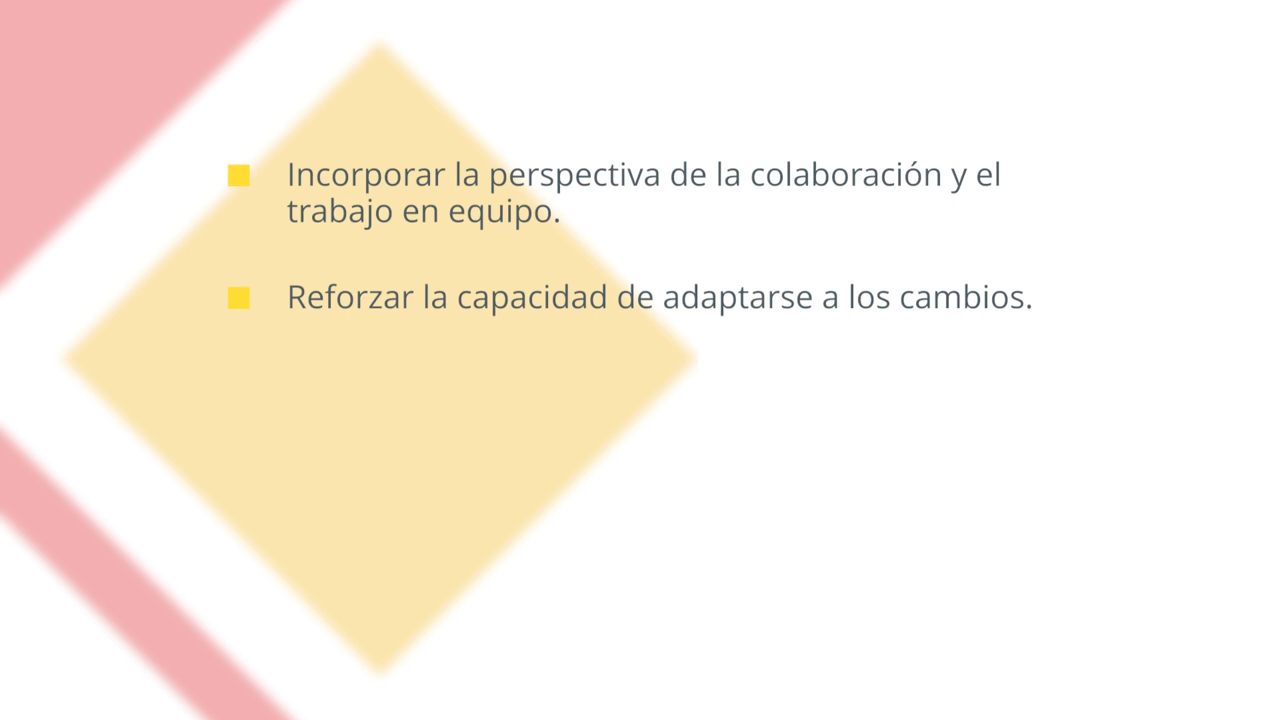 Incorporar la perspectiva de la colaboración y el
trabajo en equipo.
Reforzar la capacidad de adaptarse a los cambios.